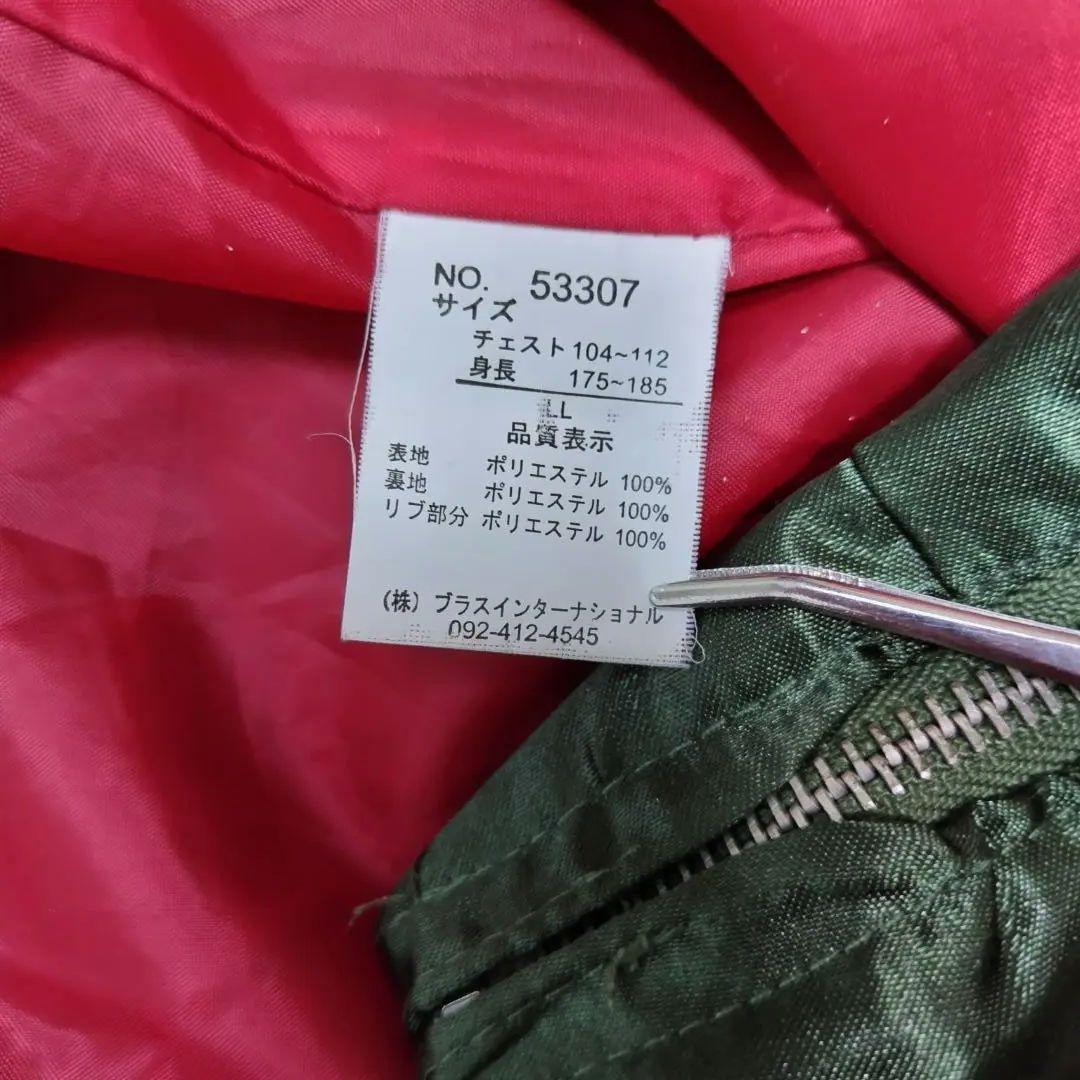 NO. 53307
サイズ
チェスト 104~112
身長 175~185
LL
品質表示
表地 ポリエステル 100%
裏地 ポリエステル 100%
リブ部分 ポリエステル 100%
(株) ブラスインターナショナル
092-412-4545